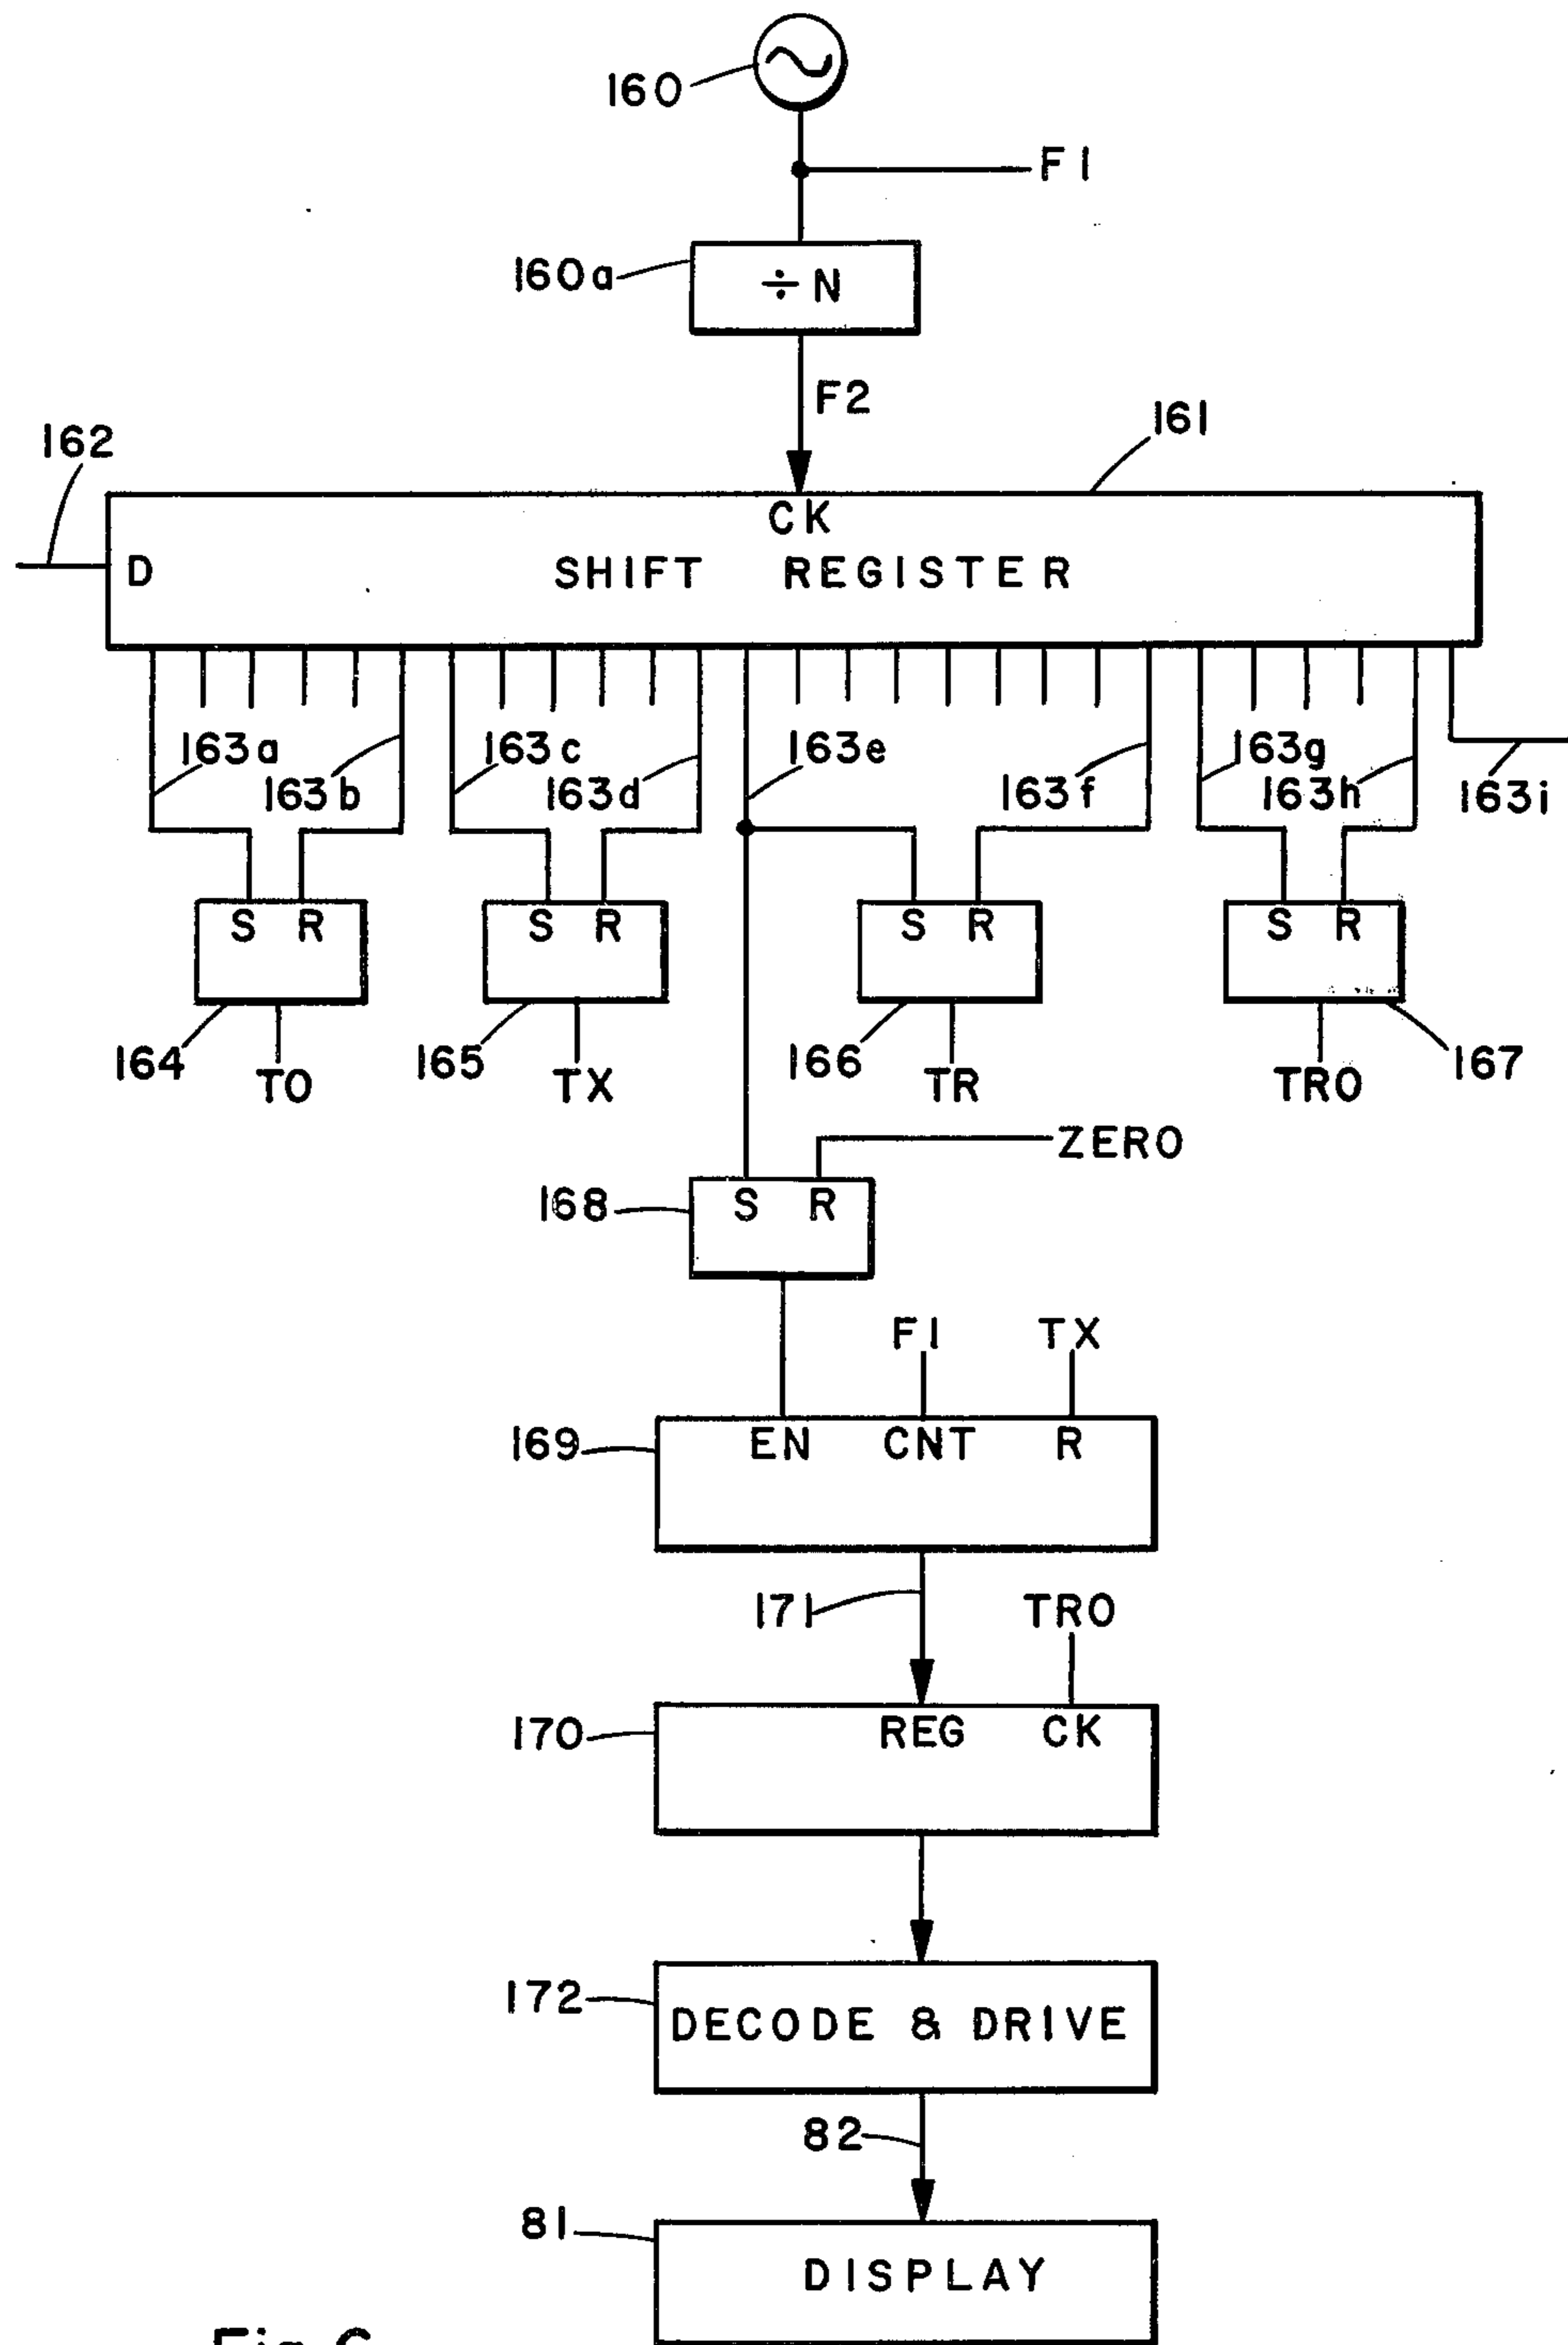 160
F1
160a
÷N
F2
162
161
CK
D
SHIFT REGISTER
163a
163c
163e
163g
163b
163d
163f
163h
163i
S R
S R
S R
S R
164
165
166
167
TO
TX
TR
TRO
ZERO
168
S R
F1
TX
169
EN CNT R
171
TRO
170
REG CK
172
DECODE & DRIVE
82
81
DISPLAY